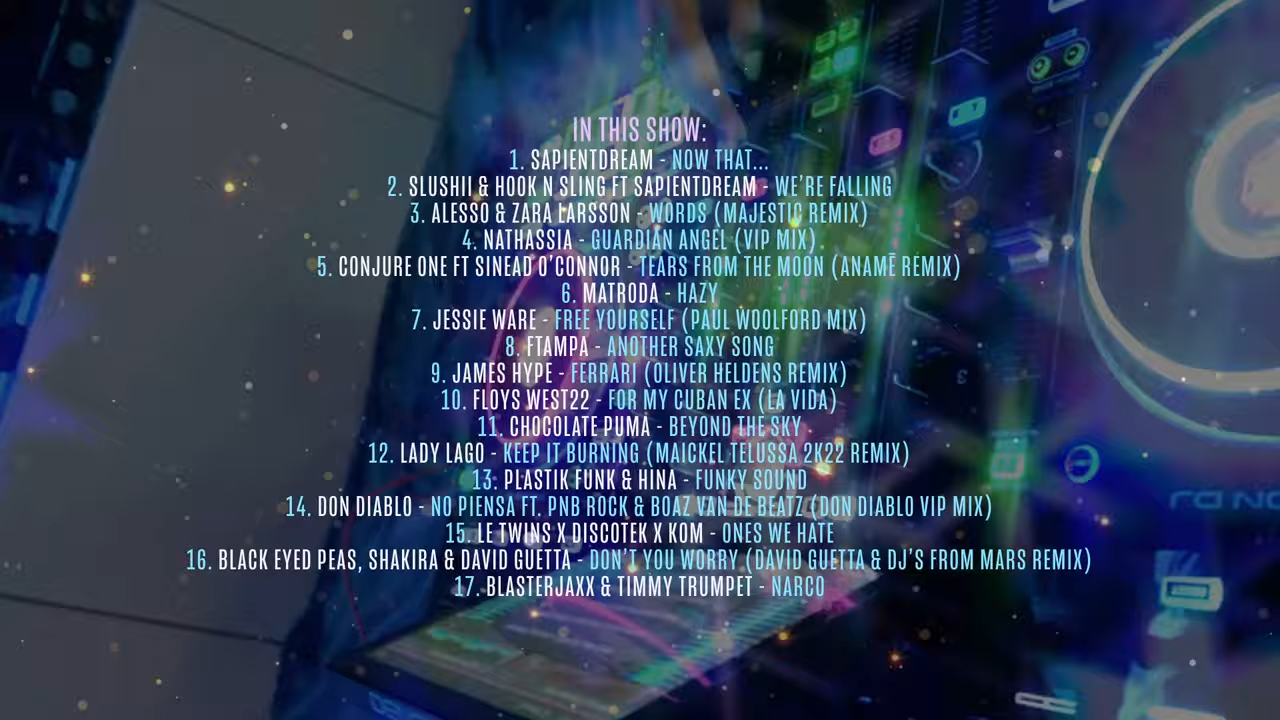 IN THIS SHOW:
1. SAPIENTDREAM - NOW THAT...
2. SLUSHII & HOOK N SLING FT SAPIENTDREAM - WE'RE FALLING
3. ALESSO & ZARA LARSSON - WORDS (MAJESTIC REMIX)
4. NATHASSIA - GUARDIAN ANGEL (VIP MIX)
5. CONJURE ONE FT SINEAD O'CONNOR - TEARS FROM THE MOON (ANAMĒ REMIX)
6. MATRODA - HAZY
7. JESSIE WARE - FREE YOURSELF (PAUL WOOLFORD MIX)
8. FTAMPA - ANOTHER SAXY SONG
9. JAMES HYPE - FERRARI (OLIVER HELDENS REMIX)
10. FLOYS WEST22 - FOR MY CUBAN EX (LA VIDA)
11. CHOCOLATE PUMA - BEYOND THE SKY
12. LADY LAGO - KEEP IT BURNING (MAICKEL TELUSSA 2K22 REMIX)
13. PLASTIK FUNK & HINA - FUNKY SOUND
14. DON DIABLO - NO PIENSA FT. PNB ROCK & BOAZ VAN DE BEATZ (DON DIABLO VIP MIX)
15. LE TWINS X DISCOTEK X KOM - ONES WE HATE
16. BLACK EYED PEAS, SHAKIRA & DAVID GUETTA - DON'T YOU WORRY (DAVID GUETTA & DJ'S FROM MARS REMIX)
17. BLASTERJAXX & TIMMY TRUMPET - NARCO